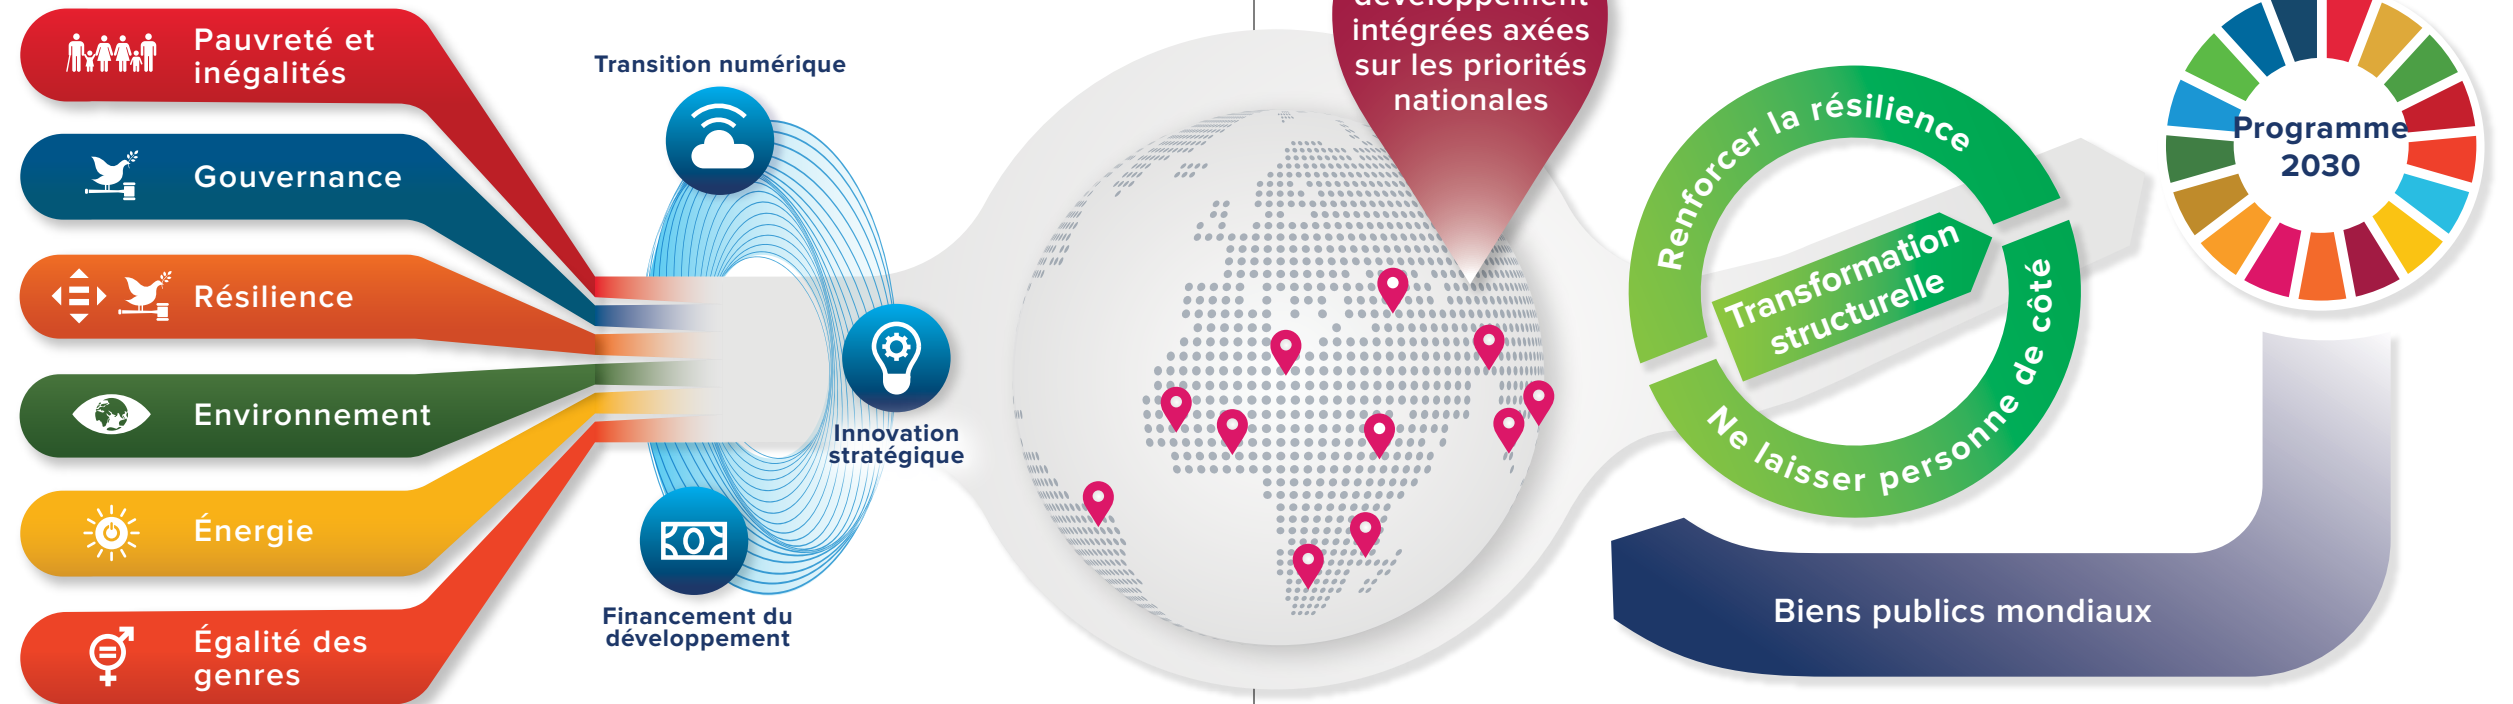 Pauvreté et
inégalités
Gouvernance
Résilience
Environnement
Énergie
Égalité des
genres
Transition numérique
Innovation
stratégique
Financement du
développement
développement
intégrées axées
sur les priorités
nationales
Renforcer la résilience
Transformation
structurelle
Ne laisser personne de côté
Programme
2030
Biens publics mondiaux